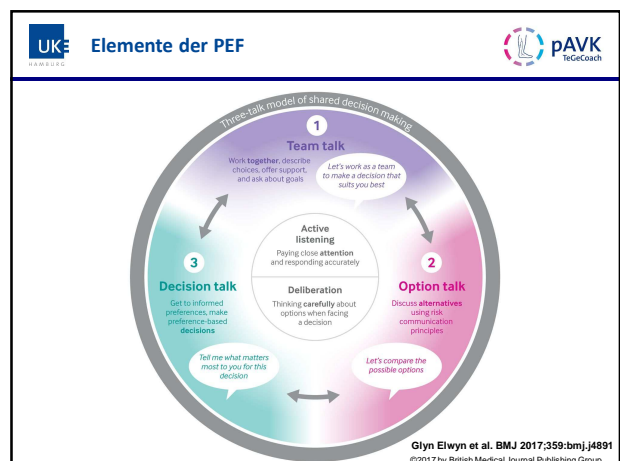 UKE
HAMBURG
Elemente der PEF
pAVK
TeGeCoach
Three-talk model of shared decision making
1
Team talk
Work together, describe
choices, offer support,
and ask about goals
Let's work as a team
to make a decision that
suits you best
Active
listening
Paying close attention
and responding accurately
Deliberation
Thinking carefully about
options when facing
a decision
2
Option talk
Discuss alternatives
using risk
communication
principles
Let's compare the
possible options
3
Decision talk
Get to informed
preferences, make
preference-based
decisions
Tell me what matters
most to you for this
decision
Glyn Elwyn et al. BMJ 2017;359:bmj.j4891
©2017 by British Medical Journal Publishing Group